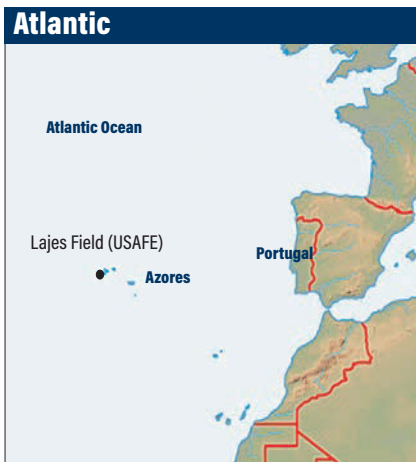 Atlantic
Atlantic Ocean
Lajes Field (USAFE)
Azores
Portugal